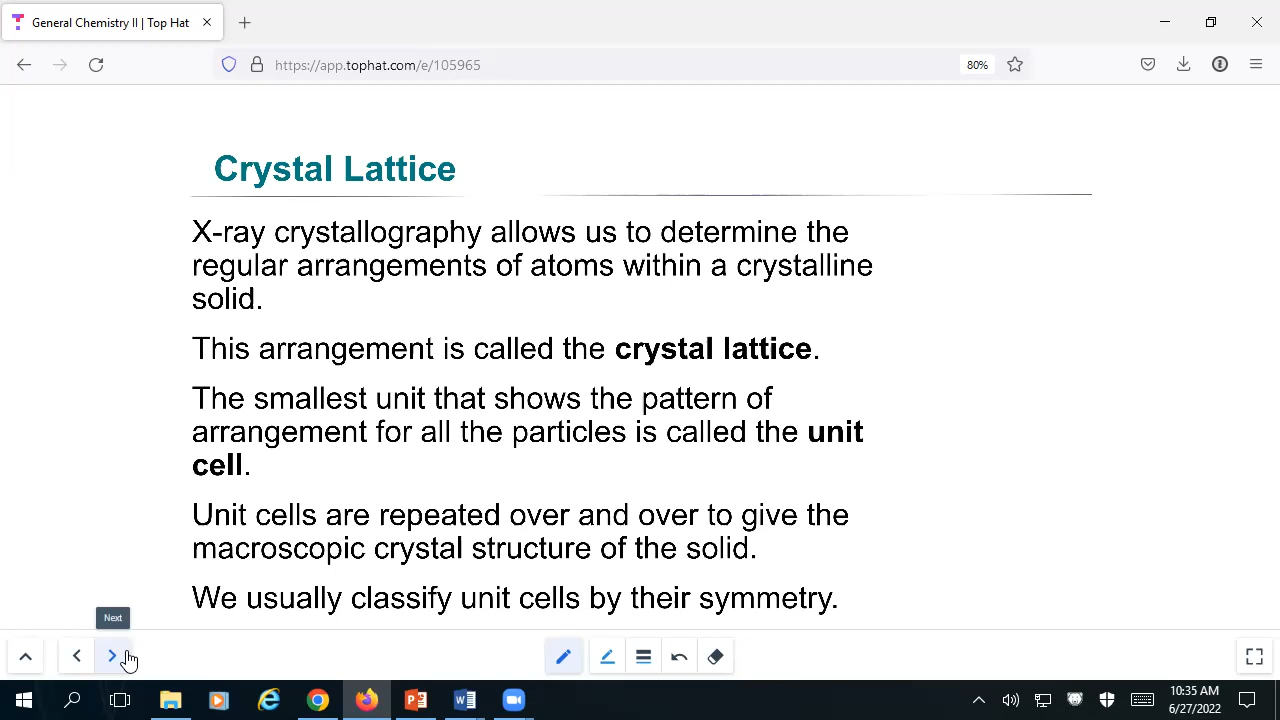 General Chemistry II | Top Hat
https://app.tophat.com/e/105965
80%
Crystal Lattice
X-ray crystallography allows us to determine the
regular arrangements of atoms within a crystalline
solid.
This arrangement is called the crystal lattice.
The smallest unit that shows the pattern of
arrangement for all the particles is called the unit
cell.
Unit cells are repeated over and over to give the
macroscopic crystal structure of the solid.
We usually classify unit cells by their symmetry.
Next
10:35 AM
6/27/2022